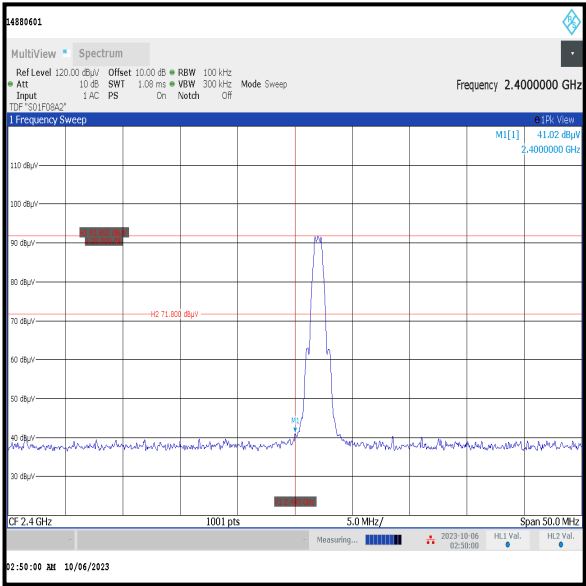 14880601
MultiView Spectrum
Ref Level 120.00 dBµV Offset 10.00 dB RBW 100 kHz
Att 10 dB SWT 1.08 ms VBW 300 kHz Mode Sweep Frequency 2.4000000 GHz
Input 1 AC PS On Notch Off
TDF "S01F08A2"
1 Frequency Sweep 1Pk View
M1[1] 41.02 dBµV
2.4000000 GHz
110 dBµV
100 dBµV
90 dBµV
80 dBµV
H2 71.800 dBµV
70 dBµV
60 dBµV
50 dBµV
M1
40 dBµV
30 dBµV
CF 2.4 GHz 1001 pts 5.0 MHz/ Span 50.0 MHz
Measuring... 2023-10-06 HL1 Val. HL2 Val.
02:50:00
02:50:00 AM 10/06/2023